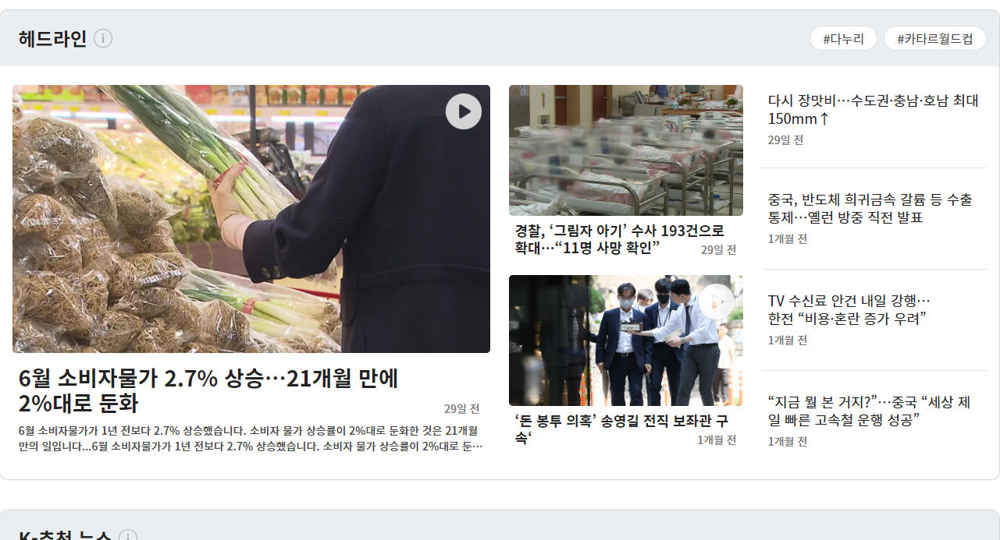 헤드라인
#다누리
#카타르월드컵
6월 소비자물가 2.7% 상승…21개월 만에
2%대로 둔화
29일 전
6월 소비자물가가 1년 전보다 2.7% 상승했습니다. 소비자 물가 상승률이 2%대로 둔화한 것은 21개월
만의 일입니다...6월 소비자물가가 1년 전보다 2.7% 상승했습니다. 소비자 물가 상승률이 2%대로 둔…
경찰, ‘그림자 아기’ 수사 193건으로
확대…“11명 사망 확인”
29일 전
‘돈 봉투 의혹’ 송영길 전직 보좌관 구
속‘
1개월 전
다시 장맛비…수도권·충남·호남 최대
150mm↑
29일 전
중국, 반도체 희귀금속 갈륨 등 수출
통제…옐런 방중 직전 발표
1개월 전
TV 수신료 안건 내일 강행…
한전 “비용·혼란 증가 우려”
1개월 전
“지금 뭘 본 거지?”…중국 “세상 제
일 빠른 고속철 운행 성공”
1개월 전
K-추천 뉴스